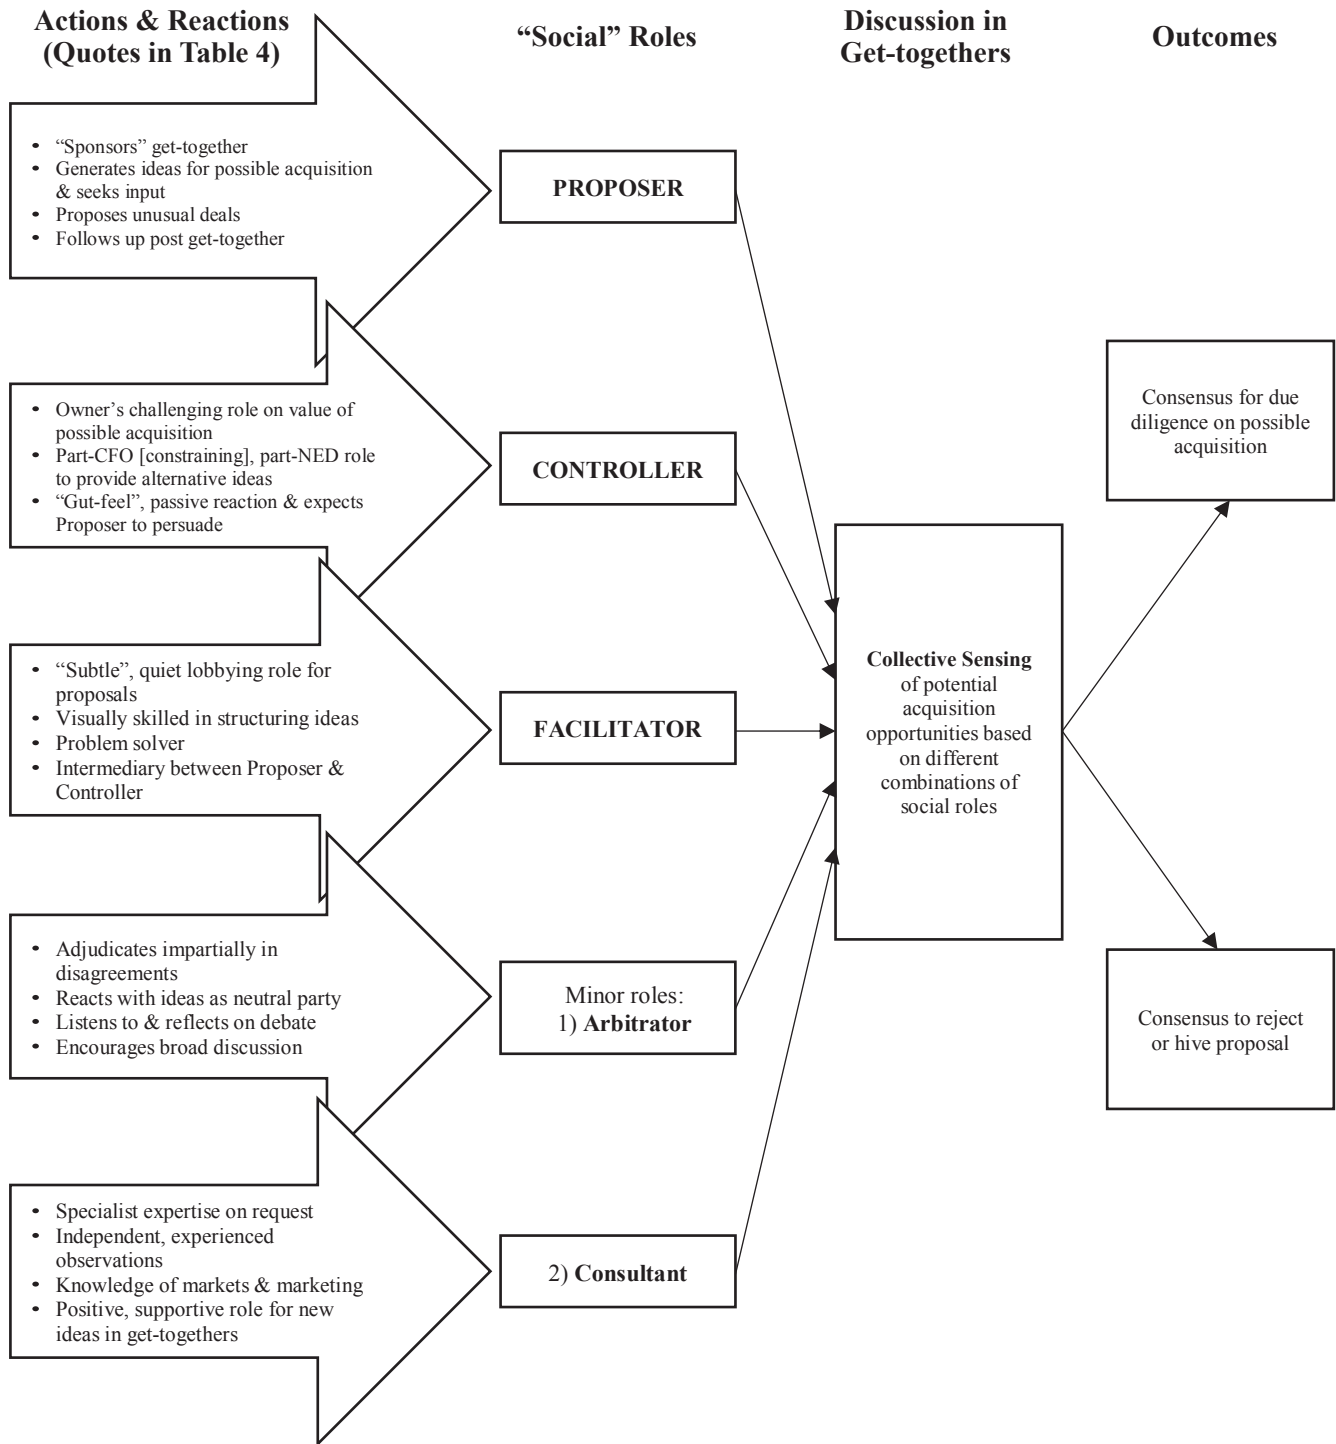 Actions & Reactions
(Quotes in Table 4)
“Social” Roles
Discussion in
Get-togethers
Outcomes
• “Sponsors” get-together
• Generates ideas for possible acquisition
& seeks input
• Proposes unusual deals
• Follows up post get-together
PROPOSER
• Owner’s challenging role on value of
possible acquisition
• Part-CFO [constraining], part-NED role
to provide alternative ideas
• “Gut-feel”, passive reaction & expects
Proposer to persuade
CONTROLLER
• “Subtle”, quiet lobbying role for
proposals
• Visually skilled in structuring ideas
• Problem solver
• Intermediary between Proposer &
Controller
FACILITATOR
• Adjudicates impartially in
disagreements
• Reacts with ideas as neutral party
• Listens to & reflects on debate
• Encourages broad discussion
Minor roles:
1) Arbitrator
• Specialist expertise on request
• Independent, experienced
observations
• Knowledge of markets & marketing
• Positive, supportive role for new
ideas in get-togethers
2) Consultant
Collective Sensing
of potential
acquisition
opportunities based
on different
combinations of
social roles
Consensus for due
diligence on possible
acquisition
Consensus to reject
or hive proposal